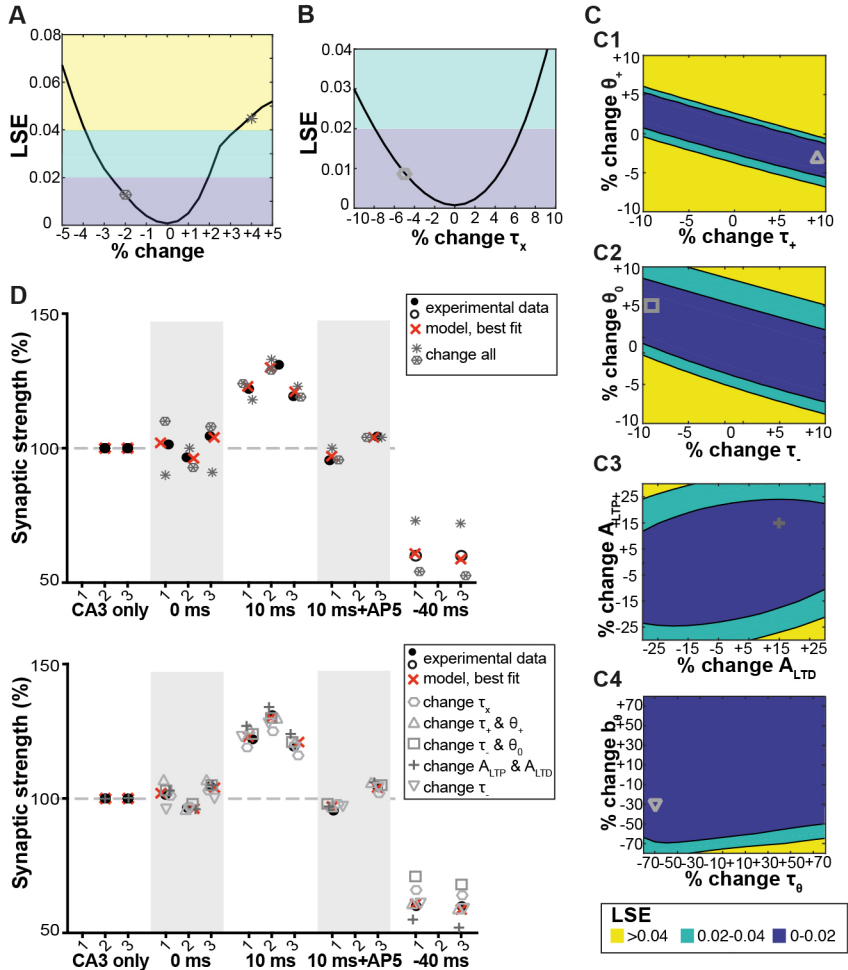 A
LSE
0.08
0.06
0.04
0.02
0
-5 -4 -3 -2 -1 0 +1 +2 +3 +4 +5
% change
B
LSE
0.04
0.03
0.02
0.01
0
-10 -8 -6 -4 -2 0 2 4 6 8 10
% change τx
C
C1
% change θ+
+10
+5
0
-5
-10
-10 -5 0 +5 +10
% change τ+
C2
% change θ0
+10
+5
0
-5
-10
-10 -5 0 +5 10%
% change τ-
C3
% change ALTP+
+25
+15
+5
-5
-15
-25
-25 -15 -5 +5 +15 +25
% change ALTD
C4
% change bθ
+70
+50
+30
+10
-10
-30
-50
-70
-70 -50 -30 -10 +10 +30 +50 +70
% change τθ
LSE
>0.04 0.02-0.04 0-0.02
D
Synaptic strength (%)
150
100
50
experimental data
model, best fit
change all
1 2 3 1 2 3 1 2 3 1 2 3 1 2 3
CA3 only 0 ms 10 ms 10 ms+AP5 -40 ms
Synaptic strength (%)
150
100
50
experimental data
model, best fit
change τx
change τ+ & θ+
change τ- & θ0
change ALTP & ALTD
change τ-
1 2 3 1 2 3 1 2 3 1 2 3 1 2 3
CA3 only 0 ms 10 ms 10 ms+AP5 -40 ms